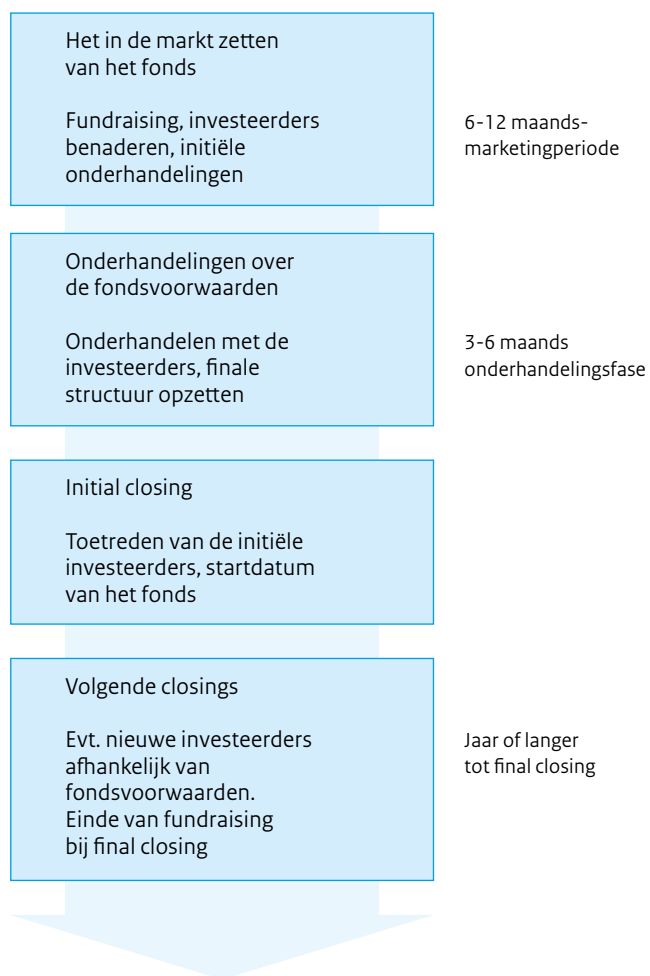 Het in de markt zetten
van het fonds
Fundraising, investeerders
benaderen, initiële
onderhandelingen
6-12 maands-
marketingperiode
Onderhandelingen over
de fondsvoorwaarden
Onderhandelen met de
investeerders, finale
structuur opzetten
3-6 maands
onderhandelingsfase
Initial closing
Toetreden van de initiële
investeerders, startdatum
van het fonds
Volgende closings
Evt. nieuwe investeerders
afhankelijk van
fondsvoorwaarden.
Einde van fundraising
bij final closing
Jaar of langer
tot final closing